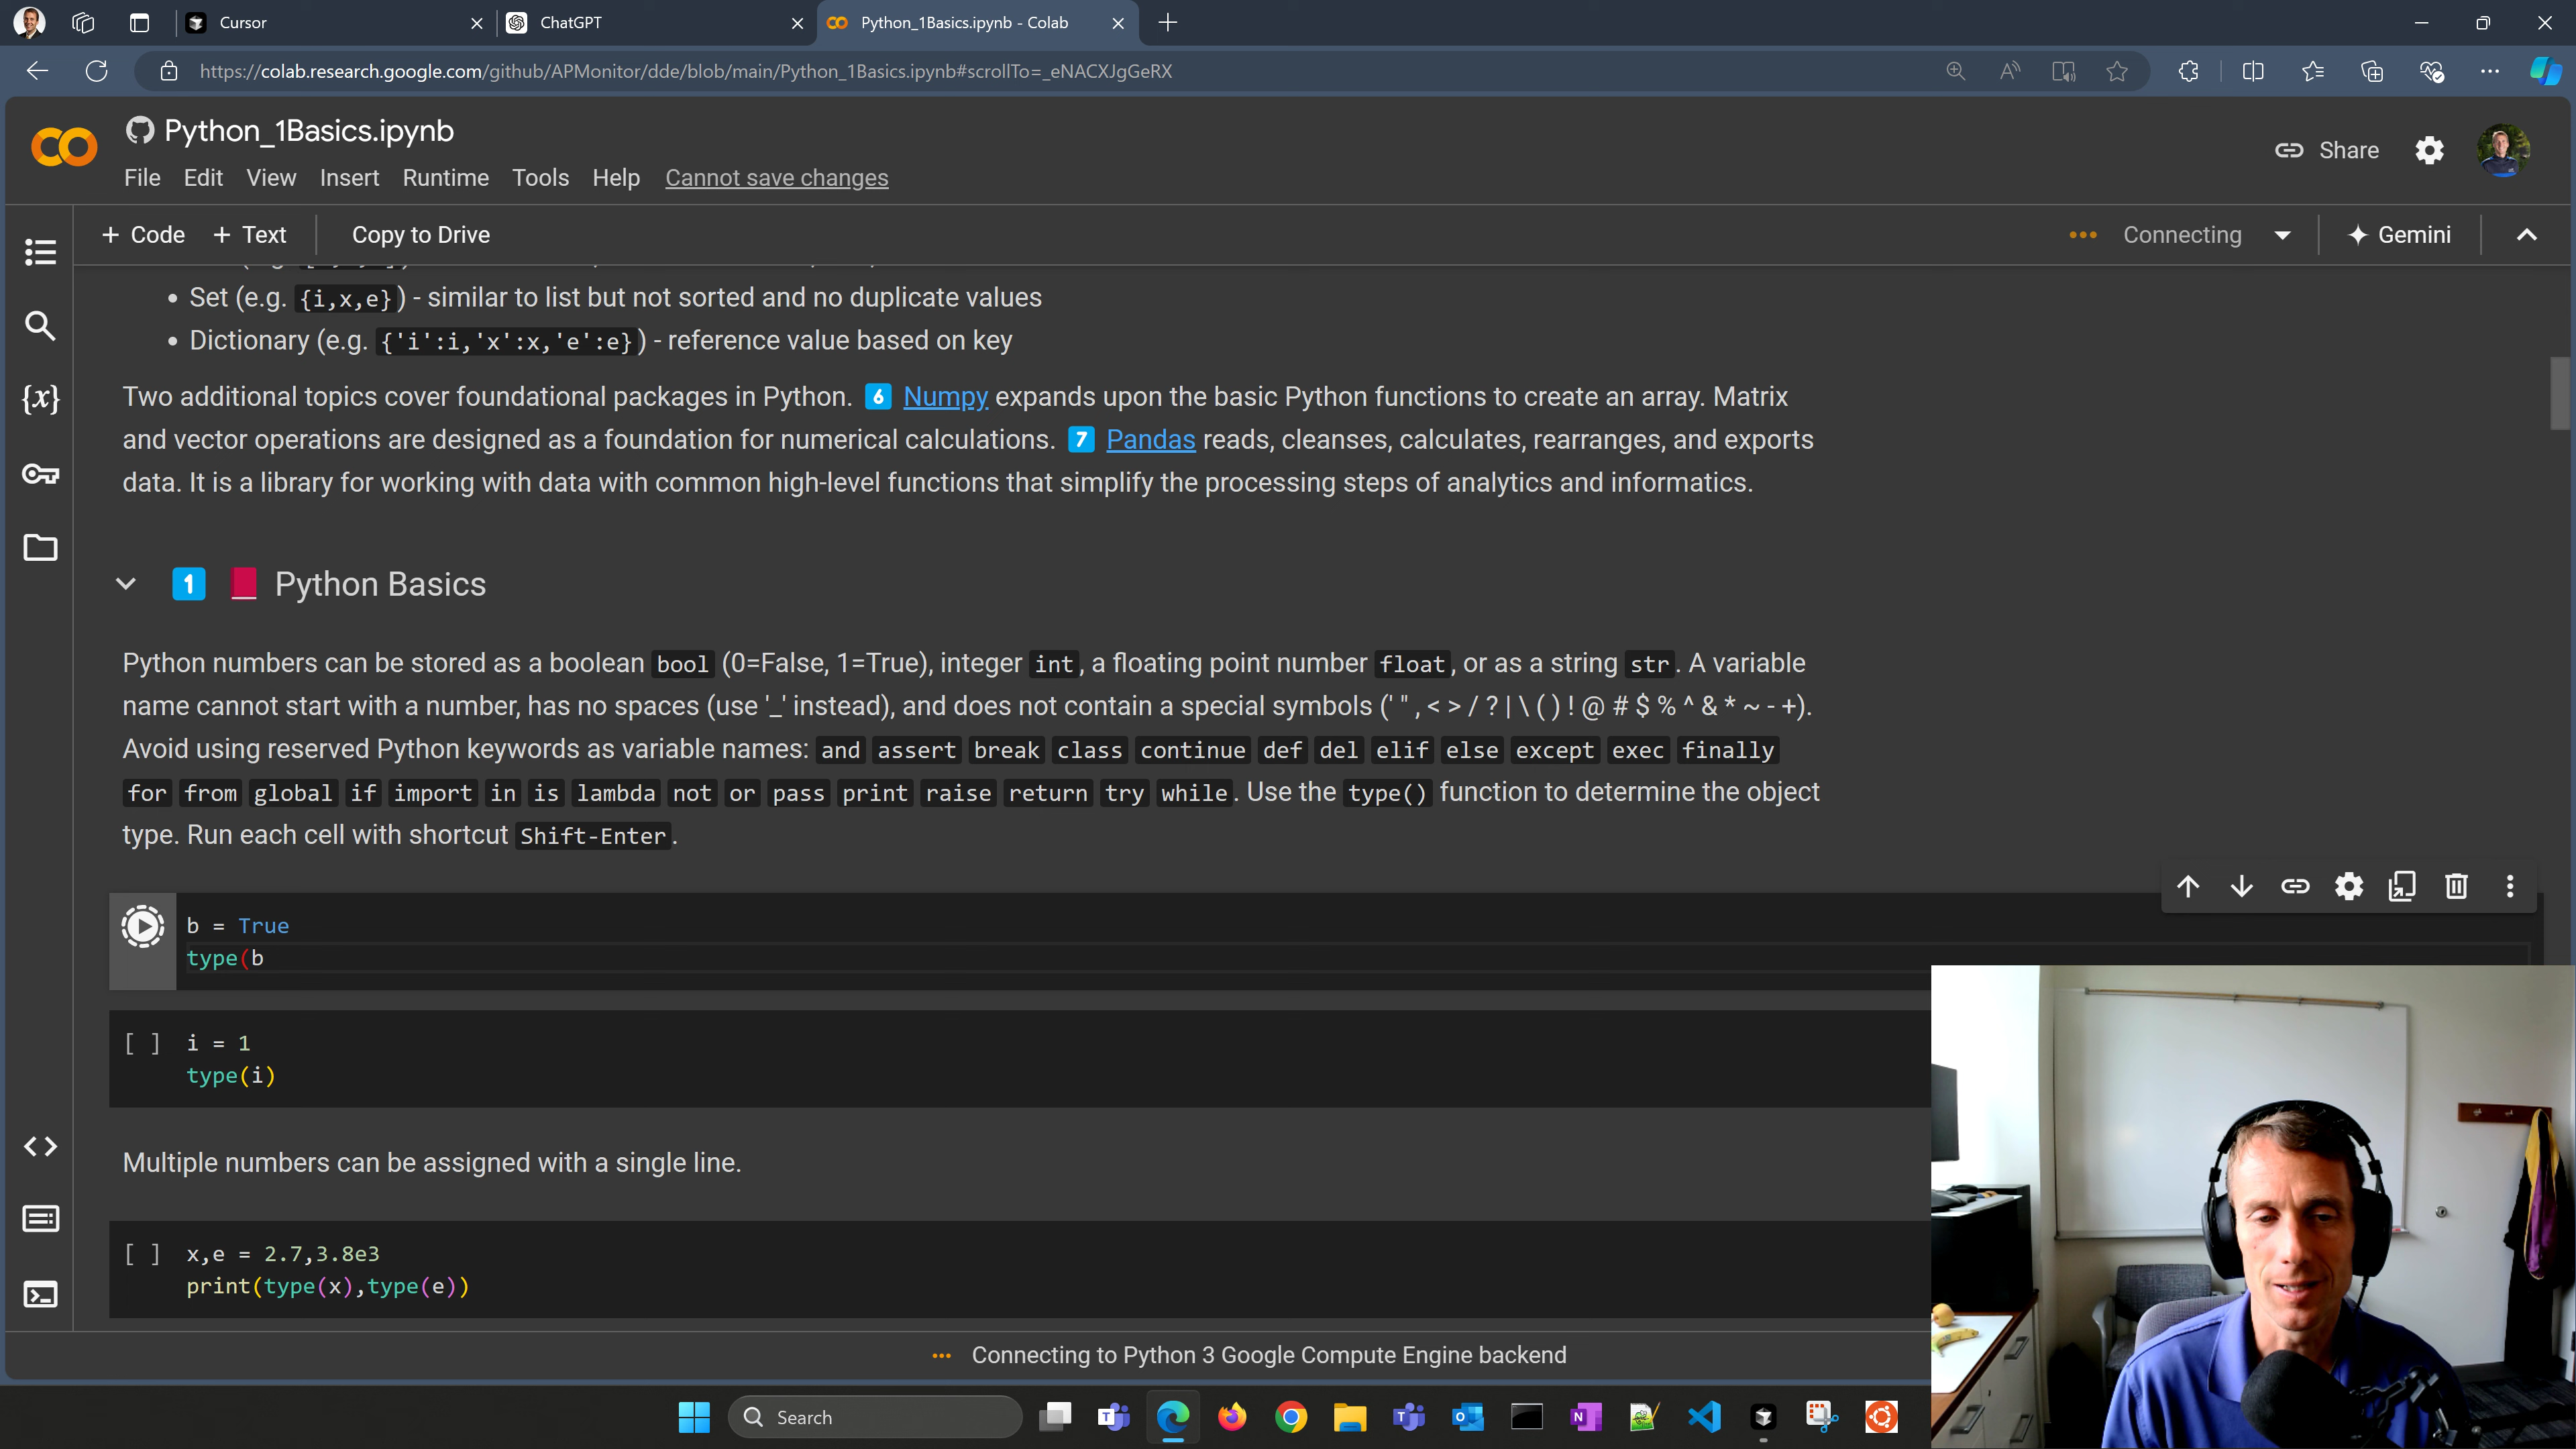 Cursor
ChatGPT
Python_1Basics.ipynb - Colab
https://colab.research.google.com/github/APMonitor/dde/blob/main/Python_1Basics.ipynb#scrollTo=_eNACXJgGeRX
Python_1Basics.ipynb
Share
File Edit View Insert Runtime Tools Help Cannot save changes
+ Code + Text Copy to Drive
Connecting
Gemini
• Set (e.g. {i,x,e}) - similar to list but not sorted and no duplicate values
• Dictionary (e.g. {'i':i,'x':x,'e':e}) - reference value based on key
Two additional topics cover foundational packages in Python. 6 Numpy expands upon the basic Python functions to create an array. Matrix
and vector operations are designed as a foundation for numerical calculations. 7 Pandas reads, cleanses, calculates, rearranges, and exports
data. It is a library for working with data with common high-level functions that simplify the processing steps of analytics and informatics.
1 Python Basics
Python numbers can be stored as a boolean bool (0=False, 1=True), integer int, a floating point number float, or as a string str. A variable
name cannot start with a number, has no spaces (use '_' instead), and does not contain a special symbols (' " , < > / ? | \ ( ) ! @ # $ % ^ & * ~ - +).
Avoid using reserved Python keywords as variable names: and assert break class continue def del elif else except exec finally
for from global if import in is lambda not or pass print raise return try while. Use the type() function to determine the object
type. Run each cell with shortcut Shift-Enter.
b = True
type(b
[ ] i = 1
type(i)
Multiple numbers can be assigned with a single line.
[ ] x,e = 2.7,3.8e3
print(type(x),type(e))
Connecting to Python 3 Google Compute Engine backend
Search